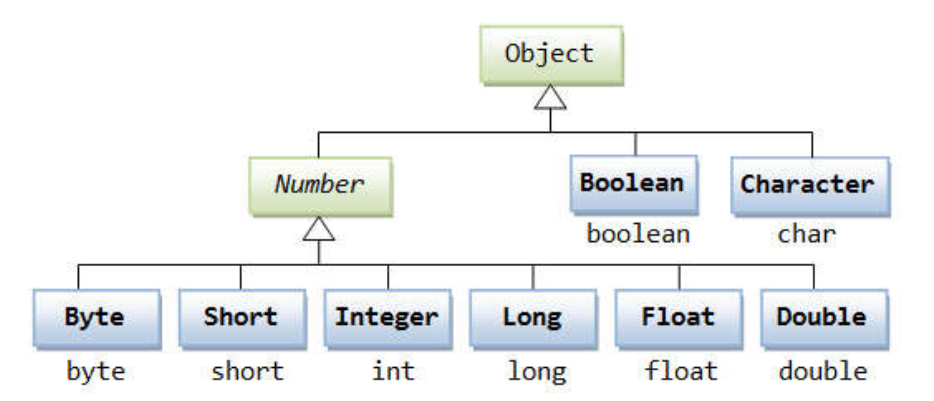 Object
Number Boolean Character
boolean char
Byte Short Integer Long Float Double
byte short int long float double